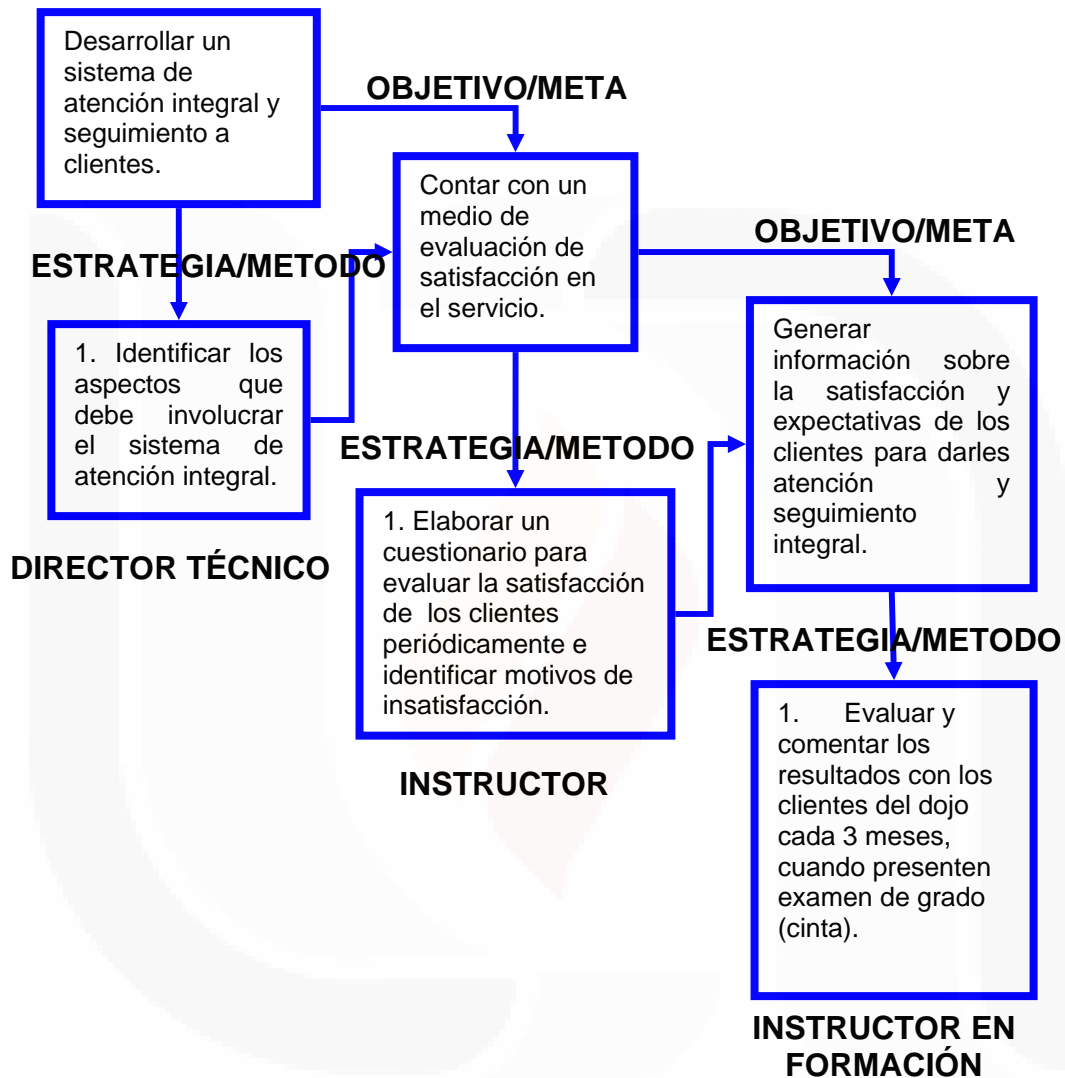 Desarrollar un
sistema de
atención integral y
seguimiento a
clientes.
OBJETIVO/META
ESTRATEGIA/METODO
1. Identificar los
aspectos que
debe involucrar
el sistema de
atención integral.
DIRECTOR TÉCNICO
Contar con un
medio de
evaluación de
satisfacción en
el servicio.
OBJETIVO/META
ESTRATEGIA/METODO
1. Elaborar un
cuestionario para
evaluar la satisfacción
de los clientes
periódicamente e
identificar motivos de
insatisfacción.
INSTRUCTOR
Generar
información sobre
la satisfacción y
expectativas de los
clientes para darles
atención y
seguimiento
integral.
ESTRATEGIA/METODO
1. Evaluar y
comentar los
resultados con los
clientes del dojo
cada 3 meses,
cuando presenten
examen de grado
(cinta).
INSTRUCTOR EN
FORMACIÓN